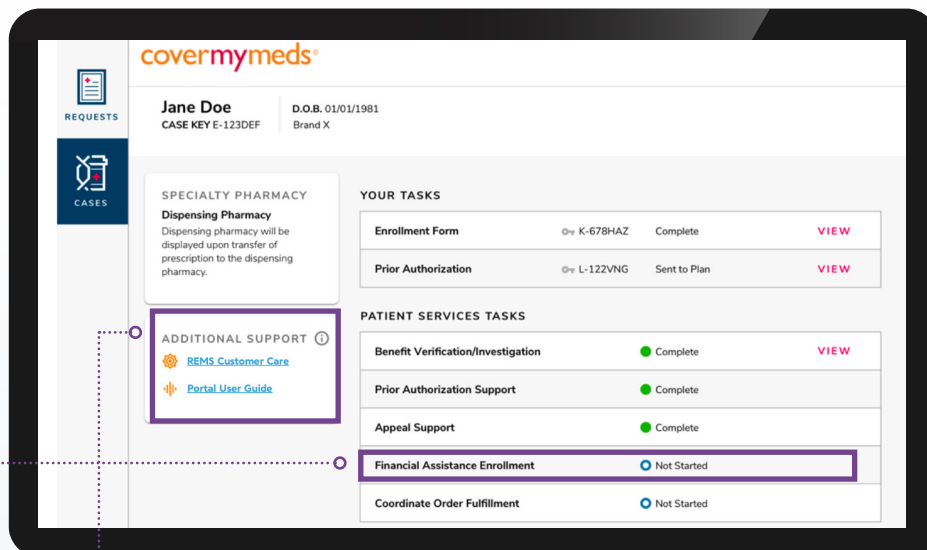 covermymeds®
REQUESTS
CASES
Jane Doe
CASE KEY E-123DEF
D.O.B. 01/01/1981
Brand X
SPECIALTY PHARMACY
Dispensing Pharmacy
Dispensing pharmacy will be
displayed upon transfer of
prescription to the dispensing
pharmacy.
ADDITIONAL SUPPORT
REMS Customer Care
Portal User Guide
YOUR TASKS
Enrollment Form K-678HAZ Complete VIEW
Prior Authorization L-122VNG Sent to Plan VIEW
PATIENT SERVICES TASKS
Benefit Verification/Investigation Complete VIEW
Prior Authorization Support Complete
Appeal Support Complete
Financial Assistance Enrollment Not Started
Coordinate Order Fulfillment Not Started